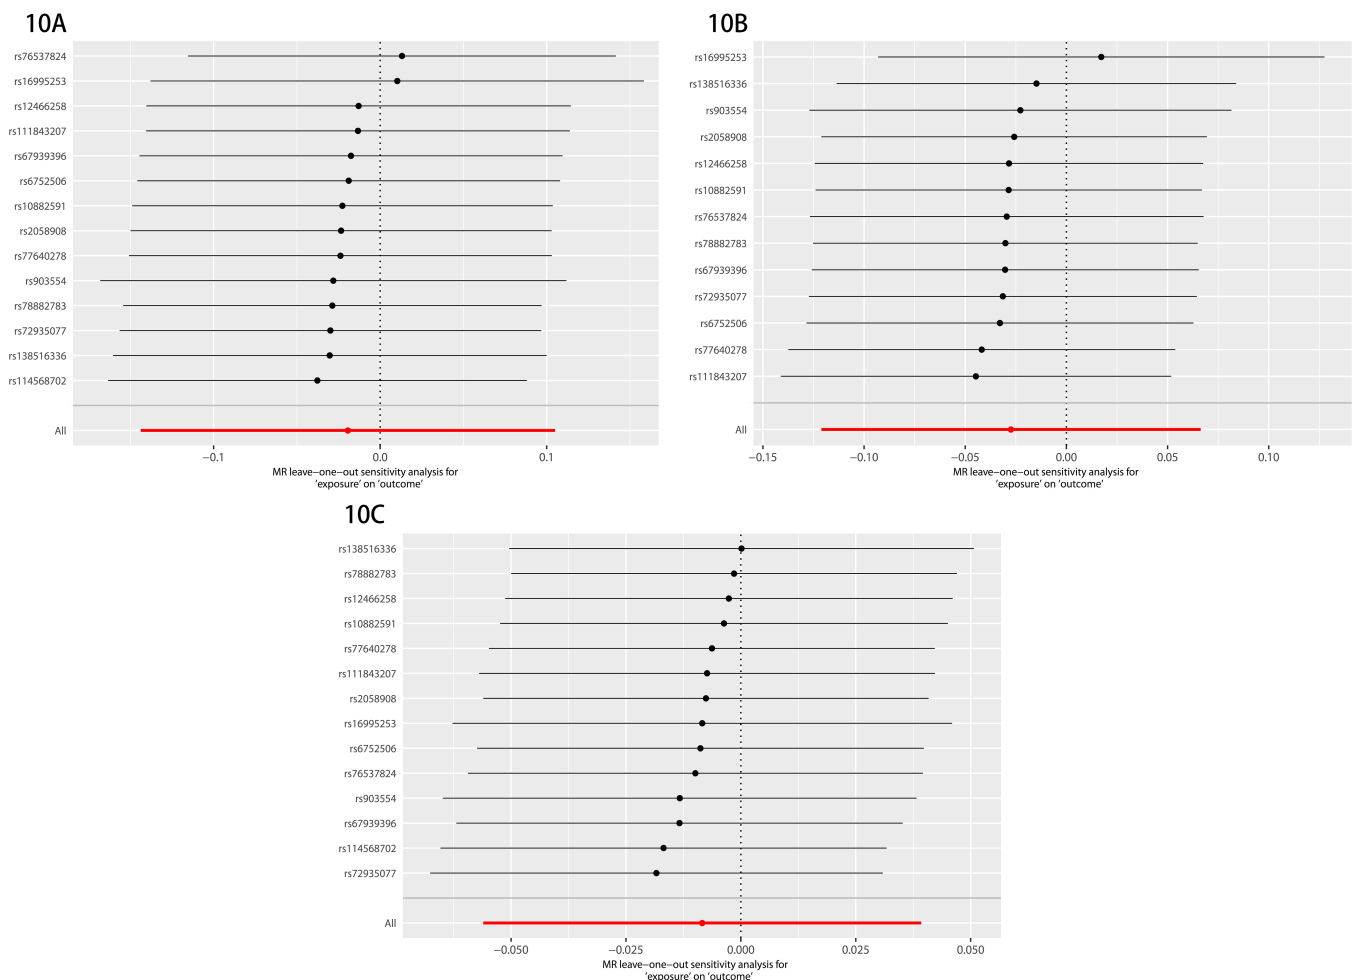 10A
rs76537824
rs16995253
rs12466258
rs111843207
rs67939396
rs6752506
rs10882591
rs2058908
rs77640278
rs903554
rs78882783
rs72935077
rs138516336
rs114568702
All
−0.1 0.0 0.1
MR leave−one−out sensitivity analysis for
'exposure' on 'outcome'
10B
rs16995253
rs138516336
rs903554
rs2058908
rs12466258
rs10882591
rs76537824
rs78882783
rs67939396
rs72935077
rs6752506
rs77640278
rs111843207
All
−0.15 −0.10 −0.05 0.00 0.05 0.10
MR leave−one−out sensitivity analysis for
'exposure' on 'outcome'
10C
rs138516336
rs78882783
rs12466258
rs10882591
rs77640278
rs111843207
rs2058908
rs16995253
rs6752506
rs76537824
rs903554
rs67939396
rs114568702
rs72935077
All
−0.050 −0.025 0.000 0.025 0.050
MR leave−one−out sensitivity analysis for
'exposure' on 'outcome'